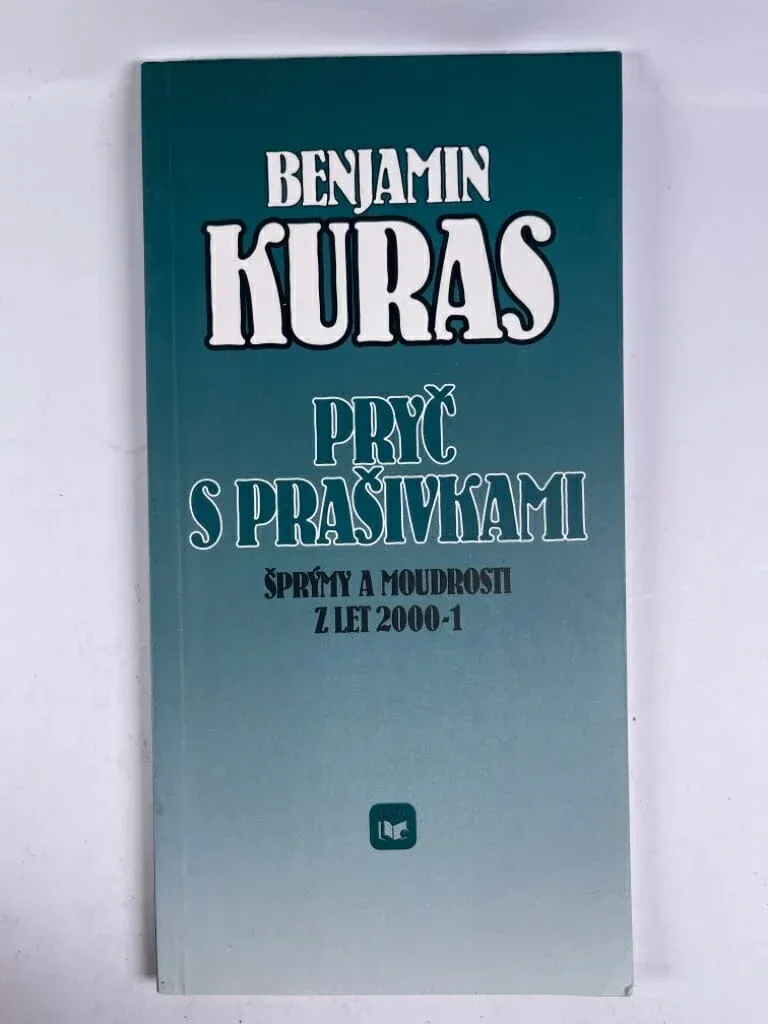 BENJAMIN
KURAS
PRYČ
S PRAŠIVKAMI
ŠPRÝMY A MOUDROSTI
Z LET 2000-1